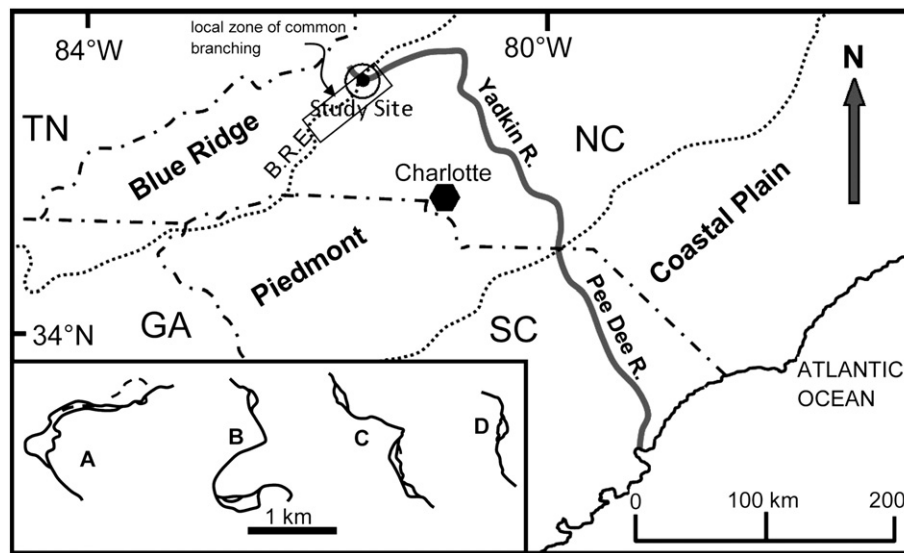 local zone of common
branching
84°W
80°W
N
TN
Blue Ridge
B.R.E.
Study Site
Yadkin R.
NC
Charlotte
Coastal Plain
Piedmont
34°N
GA
SC
Pee Dee R.
ATLANTIC
OCEAN
A
B
C
D
1 km
0
100 km
200